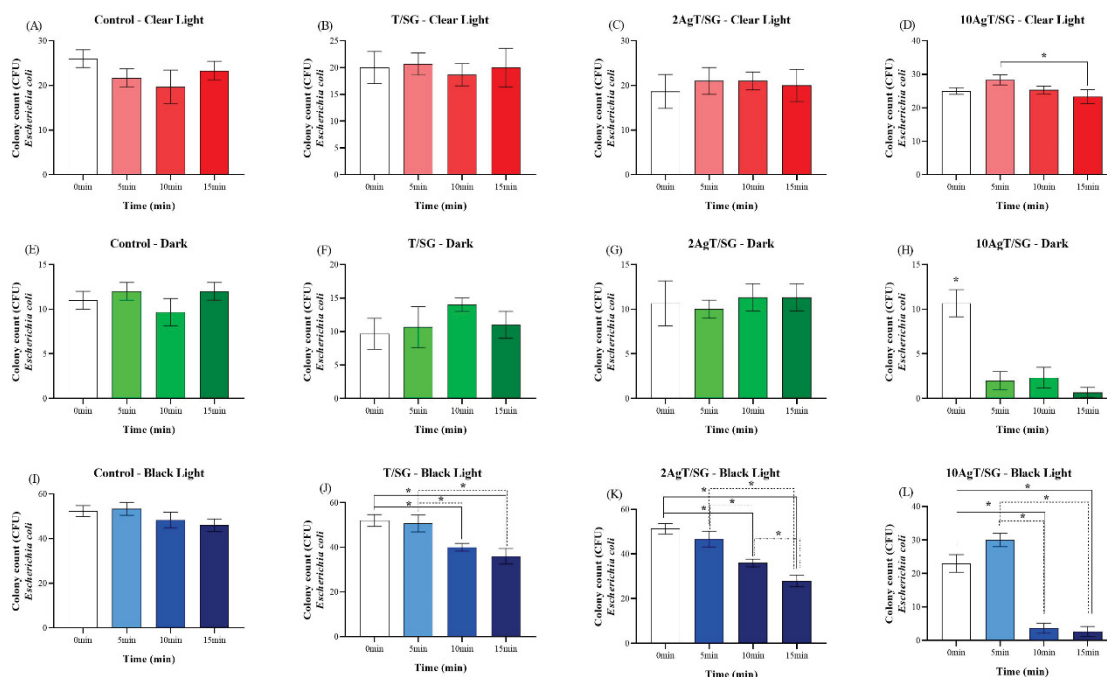 (A)
Control - Clear Light
Colony count (CFU)
Escherichia coli
30
20
10
0
0min 5min 10min 15min
Time (min)
(B)
T/SG - Clear Light
Colony count (CFU)
Escherichia coli
25
20
15
10
5
0
0min 5min 10min 15min
Time (min)
(C)
2AgT/SG - Clear Light
Colony count (CFU)
Escherichia coli
30
20
10
0
0min 5min 10min 15min
Time (min)
(D)
10AgT/SG - Clear Light
Colony count (CFU)
Escherichia coli
40
30
20
10
0
*
0min 5min 10min 15min
Time (min)
(E)
Control - Dark
Colony count (CFU)
Escherichia coli
15
10
5
0
0min 5min 10min 15min
Time (min)
(F)
T/SG - Dark
Colony count (CFU)
Escherichia coli
20
15
10
5
0
0min 5min 10min 15min
Time (min)
(G)
2AgT/SG - Dark
Colony count (CFU)
Escherichia coli
15
10
5
0
0min 5min 10min 15min
Time (min)
(H)
10AgT/SG - Dark
Colony count (CFU)
Escherichia coli
15
10
5
0
*
0min 5min 10min 15min
Time (min)
(I)
Control - Black Light
Colony count (CFU)
Escherichia coli
60
40
20
0
0min 5min 10min 15min
Time (min)
(J)
T/SG - Black Light
Colony count (CFU)
Escherichia coli
60
40
20
0
* *
* *
0min 5min 10min 15min
Time (min)
(K)
2AgT/SG - Black Light
Colony count (CFU)
Escherichia coli
60
40
20
0
* *
* *
*
0min 5min 10min 15min
Time (min)
(L)
10AgT/SG - Black Light
Colony count (CFU)
Escherichia coli
40
30
20
10
0
*
* *
*
0min 5min 10min 15min
Time (min)